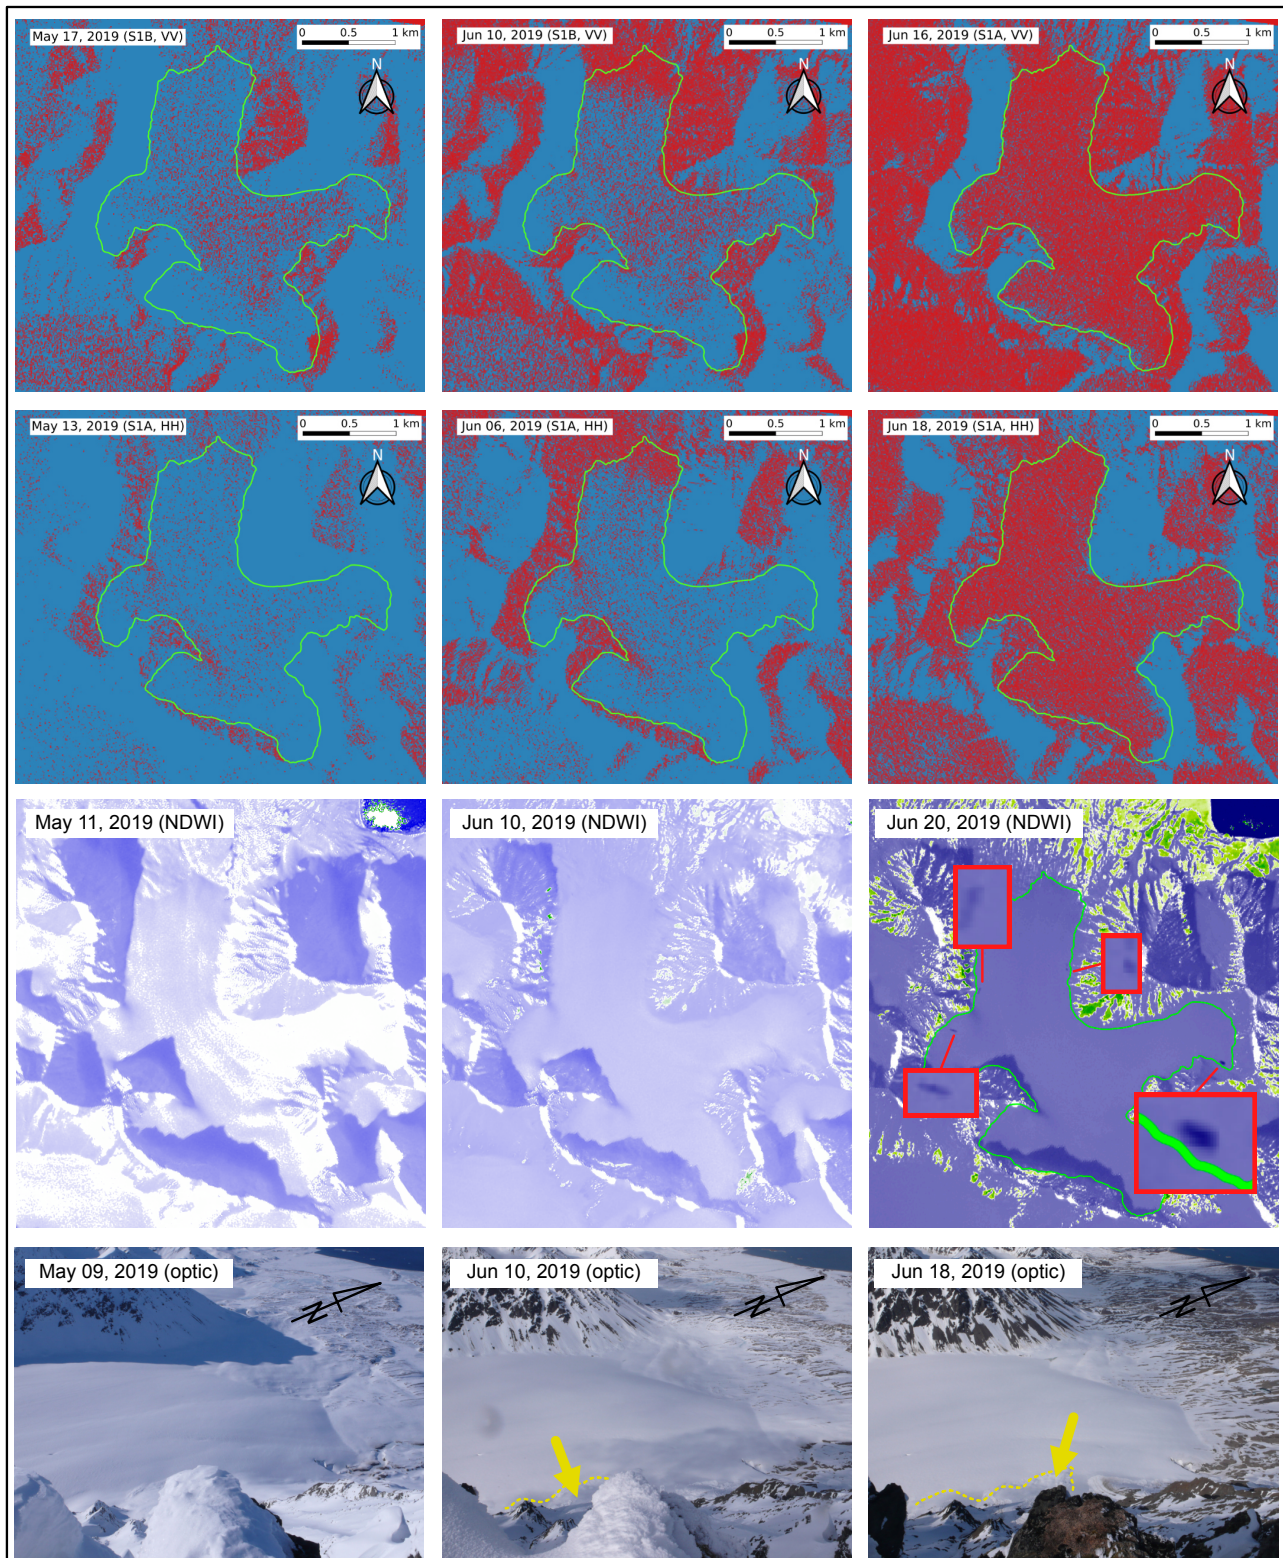 May 17, 2019 (S1B, VV)
0 0.5 1 km
N
Jun 10, 2019 (S1B, VV)
0 0.5 1 km
N
Jun 16, 2019 (S1A, VV)
0 0.5 1 km
N
May 13, 2019 (S1A, HH)
0 0.5 1 km
N
Jun 06, 2019 (S1A, HH)
0 0.5 1 km
N
Jun 18, 2019 (S1A, HH)
0 0.5 1 km
N
May 11, 2019 (NDWI)
Jun 10, 2019 (NDWI)
Jun 20, 2019 (NDWI)
May 09, 2019 (optic)
N
Jun 10, 2019 (optic)
N
Jun 18, 2019 (optic)
N